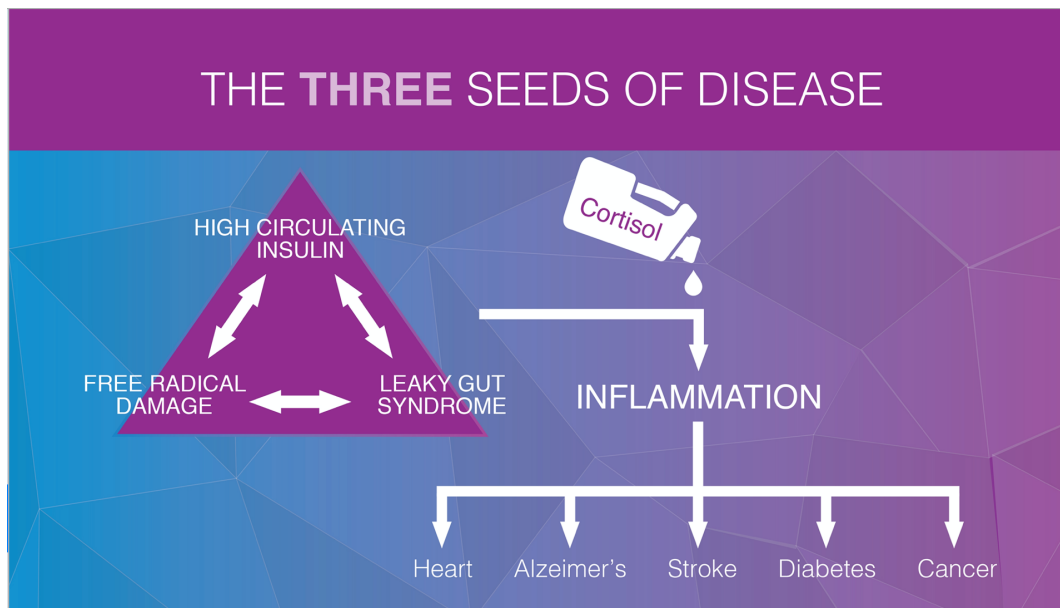 THE THREE SEEDS OF DISEASE
HIGH CIRCULATING
INSULIN
FREE RADICAL
DAMAGE
LEAKY GUT
SYNDROME
Cortisol
INFLAMMATION
Heart
Alzeimer's
Stroke
Diabetes
Cancer